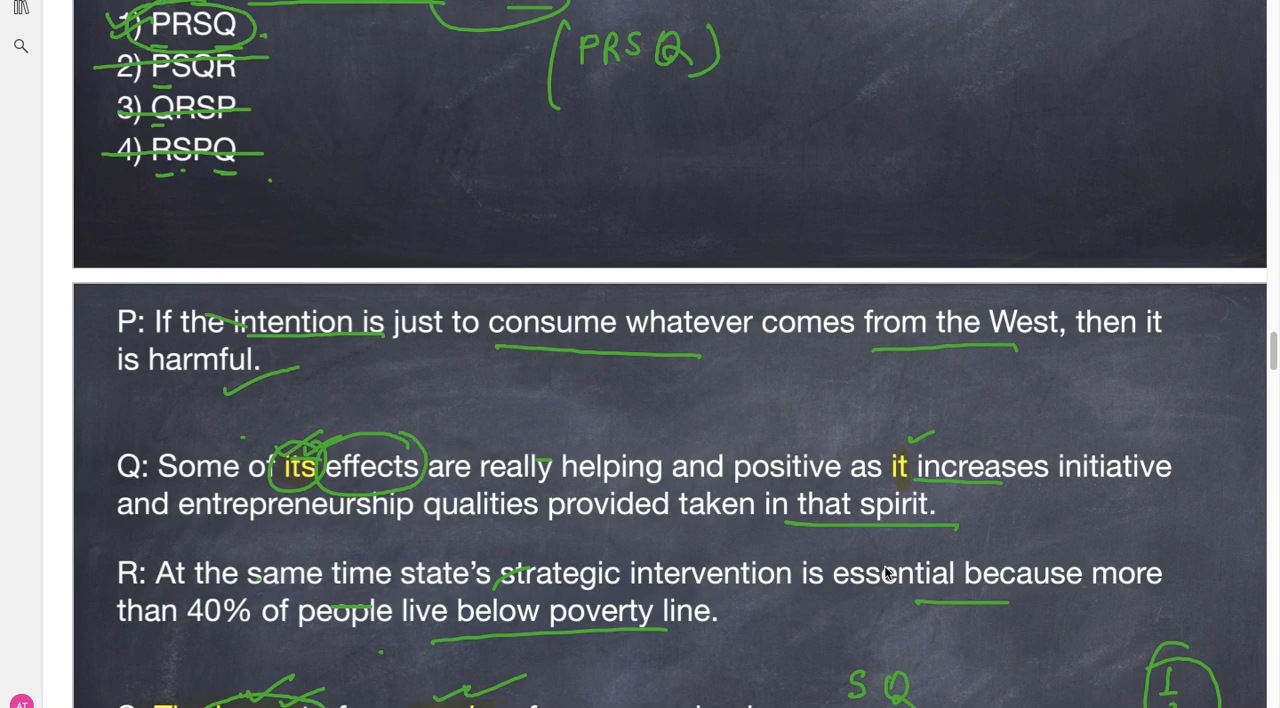 1) PRSQ
(PRSQ)
2) PSQR
3) QRSP
4) RSPQ
P: If the intention is just to consume whatever comes from the West, then it
is harmful.
Q: Some of its effects are really helping and positive as it increases initiative
and entrepreneurship qualities provided taken in that spirit.
R: At the same time state's strategic intervention is essential because more
than 40% of people live below poverty line.
S Q
1
AT